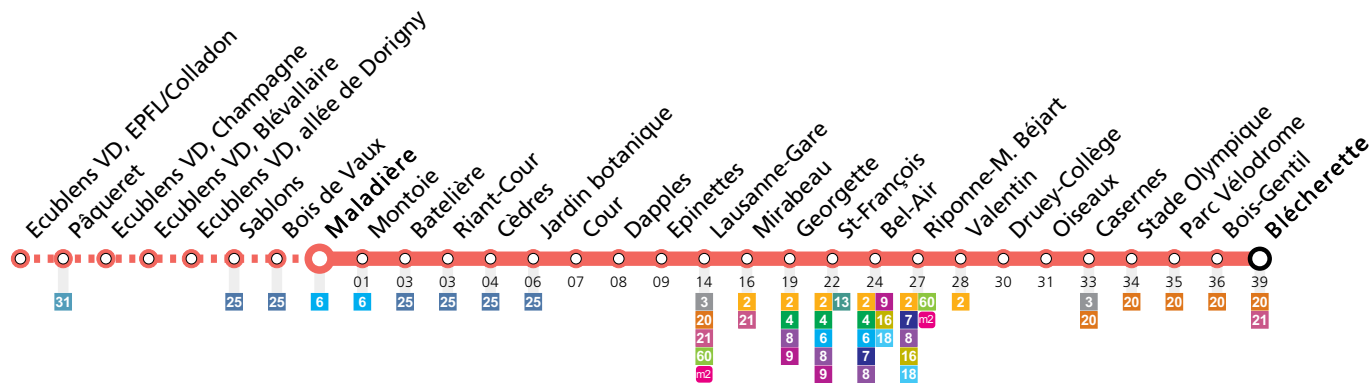 Ecublens VD, EPFL/Colladon
Pâqueret
Ecublens VD, Champagne
Ecublens VD, Blévallaire
Ecublens VD, allée de Dorigny
Sablons
Bois de Vaux
Maladière
Montoie
Batelière
Riant-Cour
Cèdres
Jardin botanique
Cour
Dapples
Epinettes
Lausanne-Gare
Mirabeau
Georgette
St-François
Bel-Air
Riponne-M. Béjart
Valentin
Druey-Collège
Oiseaux
Casernes
Stade Olympique
Parc Vélodrome
Bois-Gentil
Blécherette
01 03 03 04 06 07 08 09 14 16 19 22 24 27 28 30 31 33 34 35 36 39
31 25 25 6 6 25 25 25 25 3 2 2 2 13 2 9 2 60 2 3 20 20 20 20
20 21 4 4 4 16 7 m2 20 21
21 8 6 6 18 8
60 9 8 7 16
m2 9 8 18